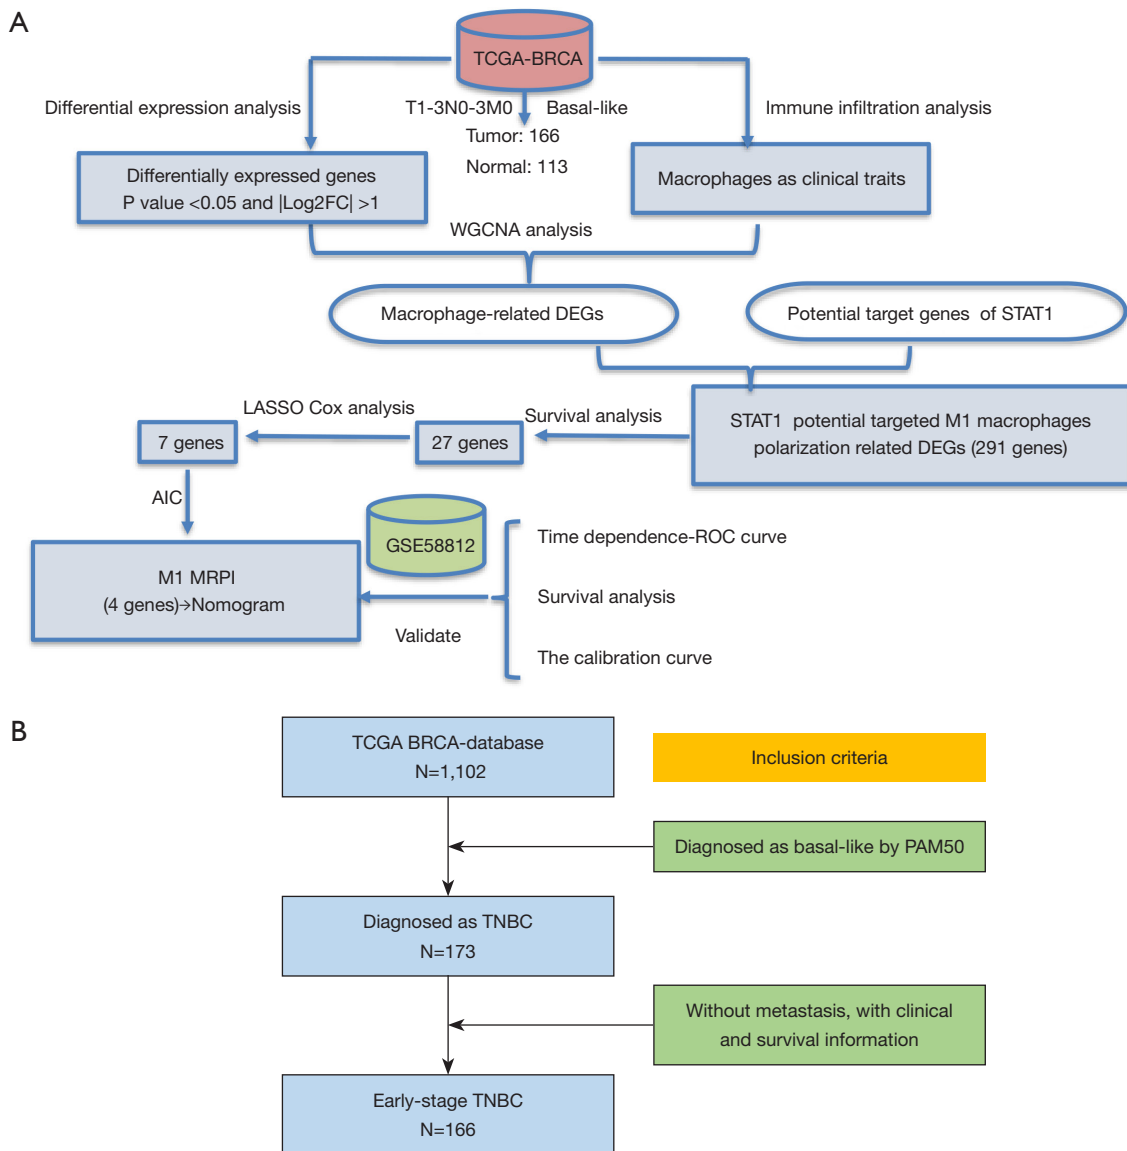 A
TCGA-BRCA
Differential expression analysis
T1-3N0-3M0
Basal-like
Immune infiltration analysis
Tumor: 166
Normal: 113
Differentially expressed genes
P value <0.05 and |Log2FC| >1
Macrophages as clinical traits
WGCNA analysis
Macrophage-related DEGs
Potential target genes of STAT1
LASSO Cox analysis
Survival analysis
STAT1 potential targeted M1 macrophages
polarization related DEGs (291 genes)
7 genes
27 genes
AIC
GSE58812
Time dependence-ROC curve
M1 MRPI
(4 genes)→Nomogram
Survival analysis
Validate
The calibration curve
B
TCGA BRCA-database
N=1,102
Inclusion criteria
Diagnosed as basal-like by PAM50
Diagnosed as TNBC
N=173
Without metastasis, with clinical
and survival information
Early-stage TNBC
N=166